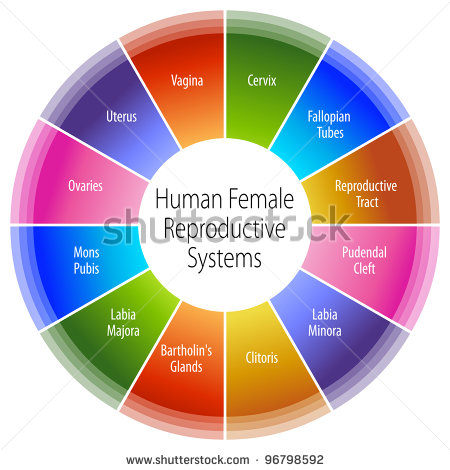 Vagina
Cervix
Fallopian
Tubes
Reproductive
Tract
Pudendal
Cleft
Labia
Minora
Clitoris
Bartholin's
Glands
Labia
Majora
Mons
Pubis
Ovaries
Uterus
Human Female
Reproductive
Systems
shutterstock
www.shutterstock.com · 96798592